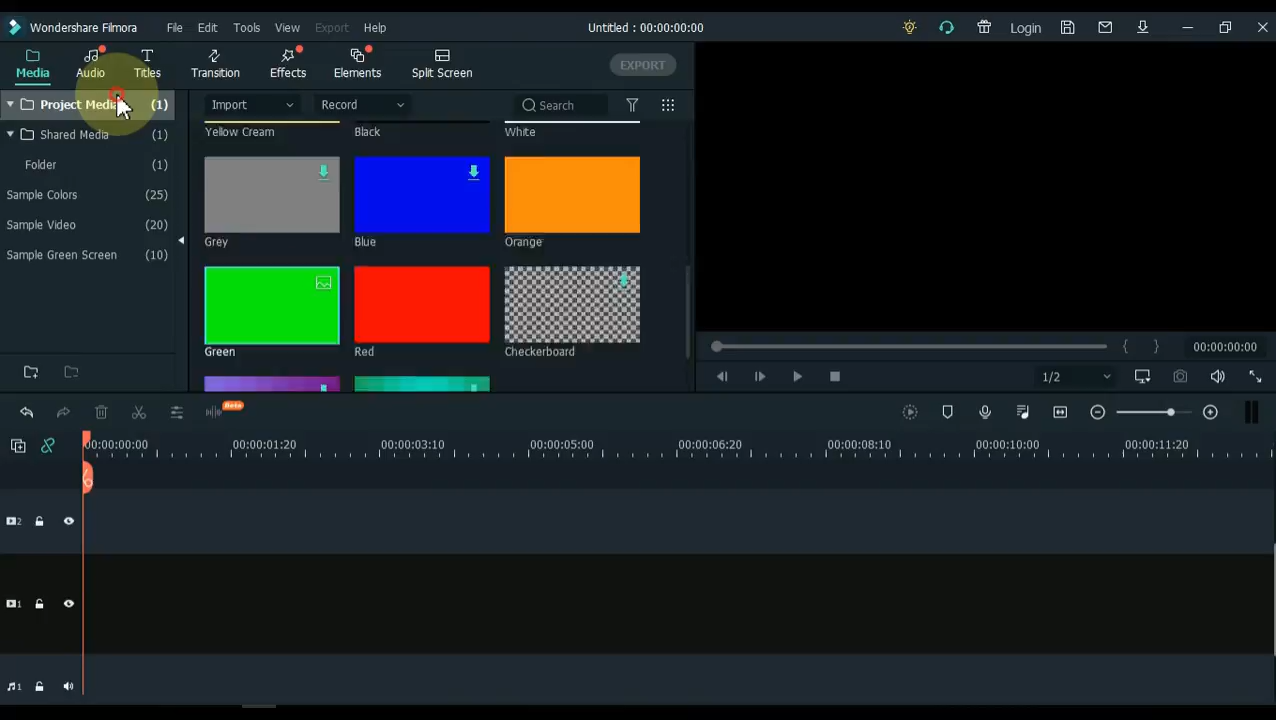 Wondershare Filmora File Edit Tools View Export Help Untitled : 00:00:00:00 Login
Media Audio Titles Transition Effects Elements Split Screen EXPORT
Project Media (1)
Shared Media (1)
Folder (1)
Sample Colors (25)
Sample Video (20)
Sample Green Screen (10)
Import Record Search
Yellow Cream Black White
Grey Blue Orange
Green Red Checkerboard
{ } 00:00:00:00
1/2
Beta
00:00:00:00 00:00:01:20 00:00:03:10 00:00:05:00 00:00:06:20 00:00:08:10 00:00:10:00 00:00:11:20
2
1
1